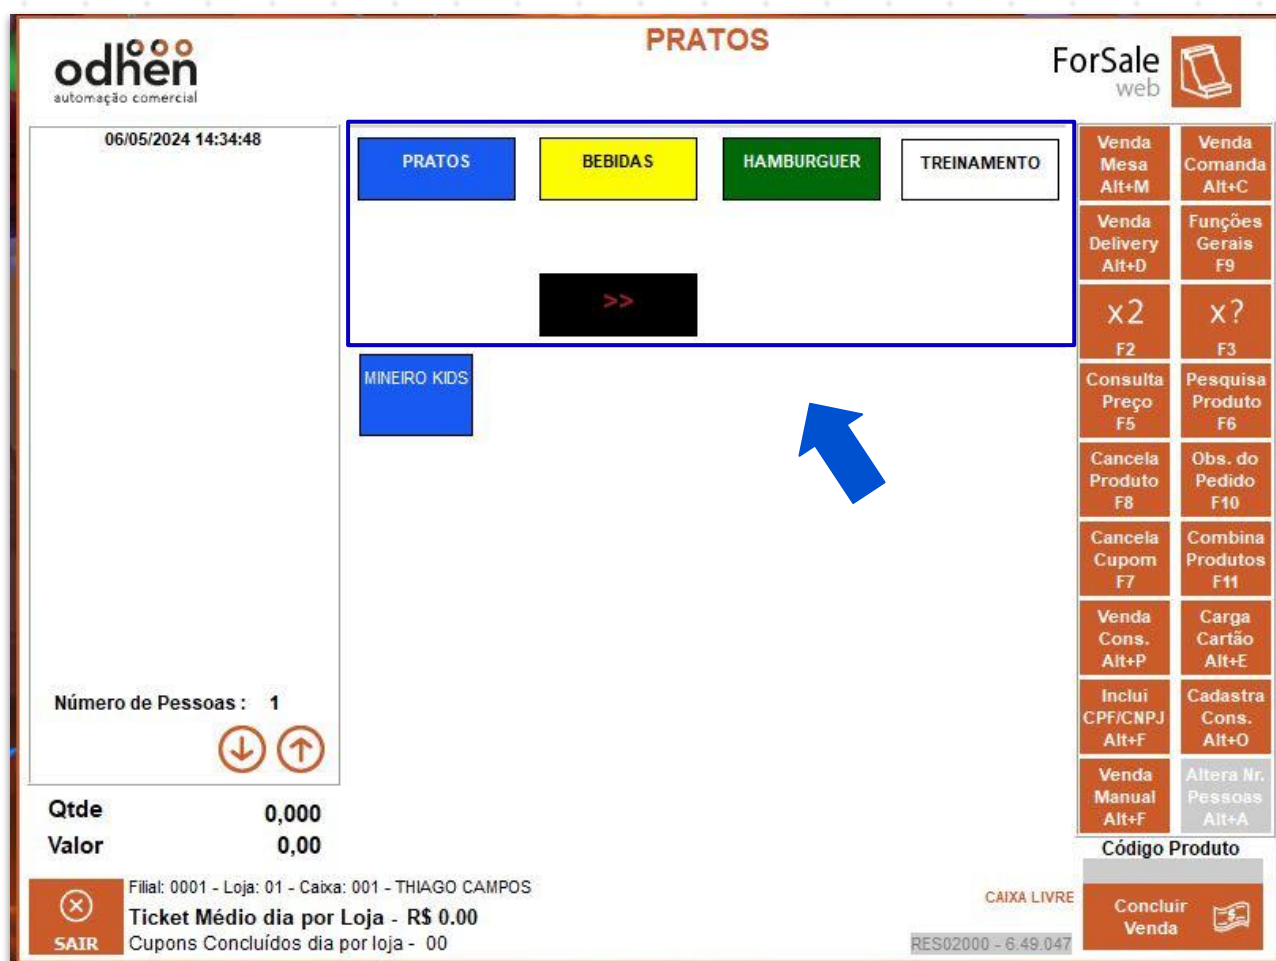 odhen
automação comercial
PRATOS
ForSale
web
06/05/2024 14:34:48
PRATOS
BEBIDAS
HAMBURGUER
TREINAMENTO
>>
MINEIRO KIDS
Número de Pessoas : 1
Qtde 0,000
Valor 0,00
Venda
Mesa
Alt+M
Venda
Comanda
Alt+C
Venda
Delivery
Alt+D
Funções
Gerais
F9
x2
F2
x?
F3
Consulta
Preço
F5
Pesquisa
Produto
F6
Cancela
Produto
F8
Obs. do
Pedido
F10
Cancela
Cupom
F7
Combina
Produtos
F11
Venda
Cons.
Alt+P
Carga
Cartão
Alt+E
Inclui
CPF/CNPJ
Alt+F
Cadastra
Cons.
Alt+O
Venda
Manual
Alt+F
Altera Nr.
Pessoas
Alt+A
Código Produto
SAIR
Filial: 0001 - Loja: 01 - Caixa: 001 - THIAGO CAMPOS
Ticket Médio dia por Loja - R$ 0.00
Cupons Concluídos dia por loja - 00
CAIXA LIVRE
RES02000 - 6.49.047
Concluir
Venda